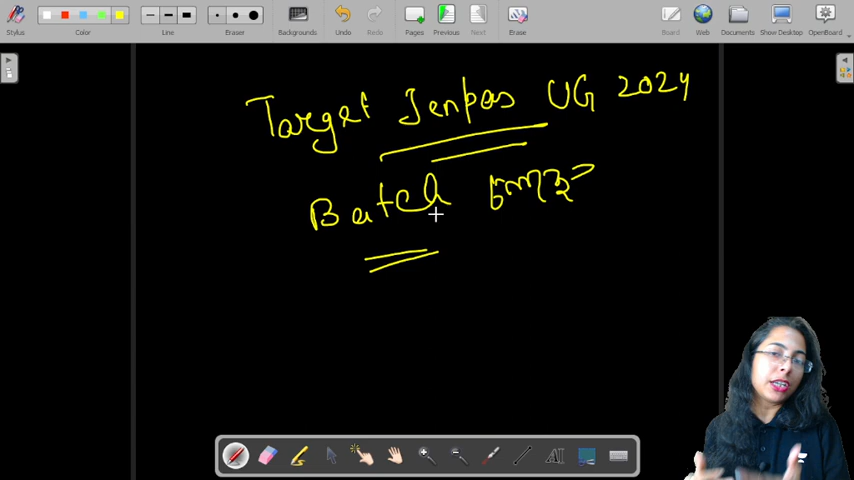 Stylus
Color
Line
Eraser
Backgrounds
Undo
Redo
Pages
Previous
Next
Erase
Board
Web
Documents
Show Desktop
OpenBoard
Target Jenpas UG 2024
Batch চলছে